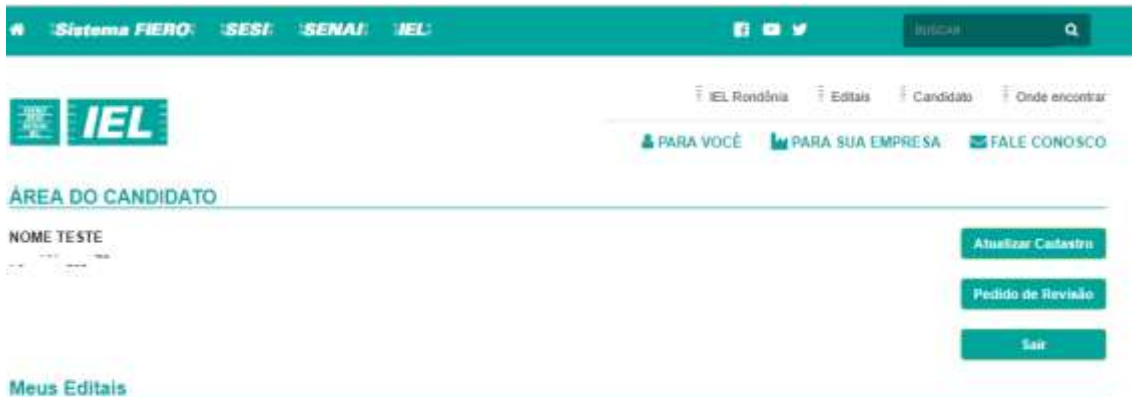 Sistema FIERO SESI SENAI IEL BUSCAR
IEL Rondônia Editais Candidato Onde encontrar
IEL
PARA VOCÊ PARA SUA EMPRESA FALE CONOSCO
ÁREA DO CANDIDATO
NOME TESTE
Atualizar Cadastro
Pedido de Revisão
Sair
Meus Editais